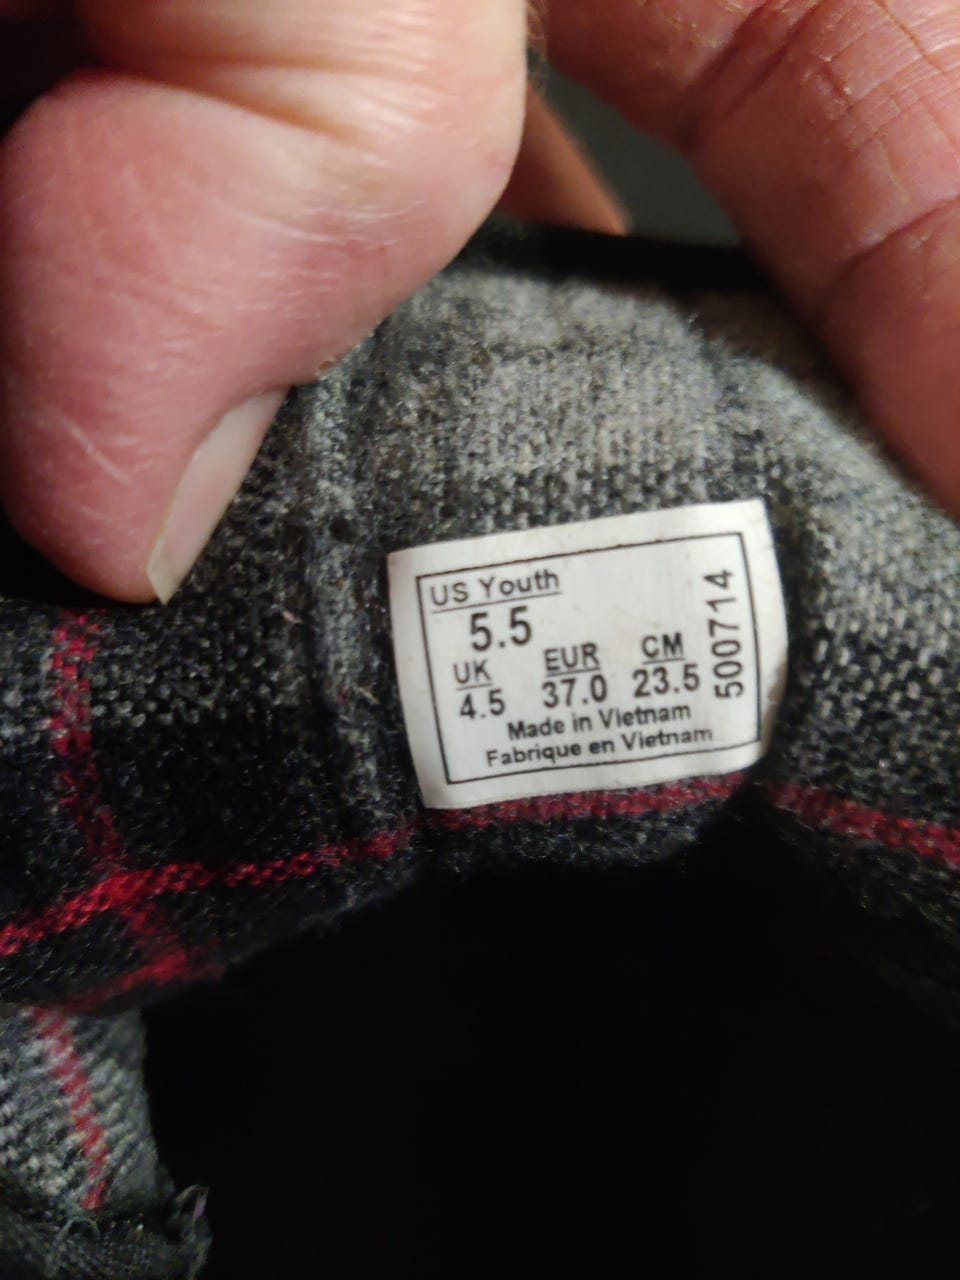 US Youth
5.5
UK EUR CM
4.5 37.0 23.5
Made in Vietnam
Fabrique en Vietnam
500714